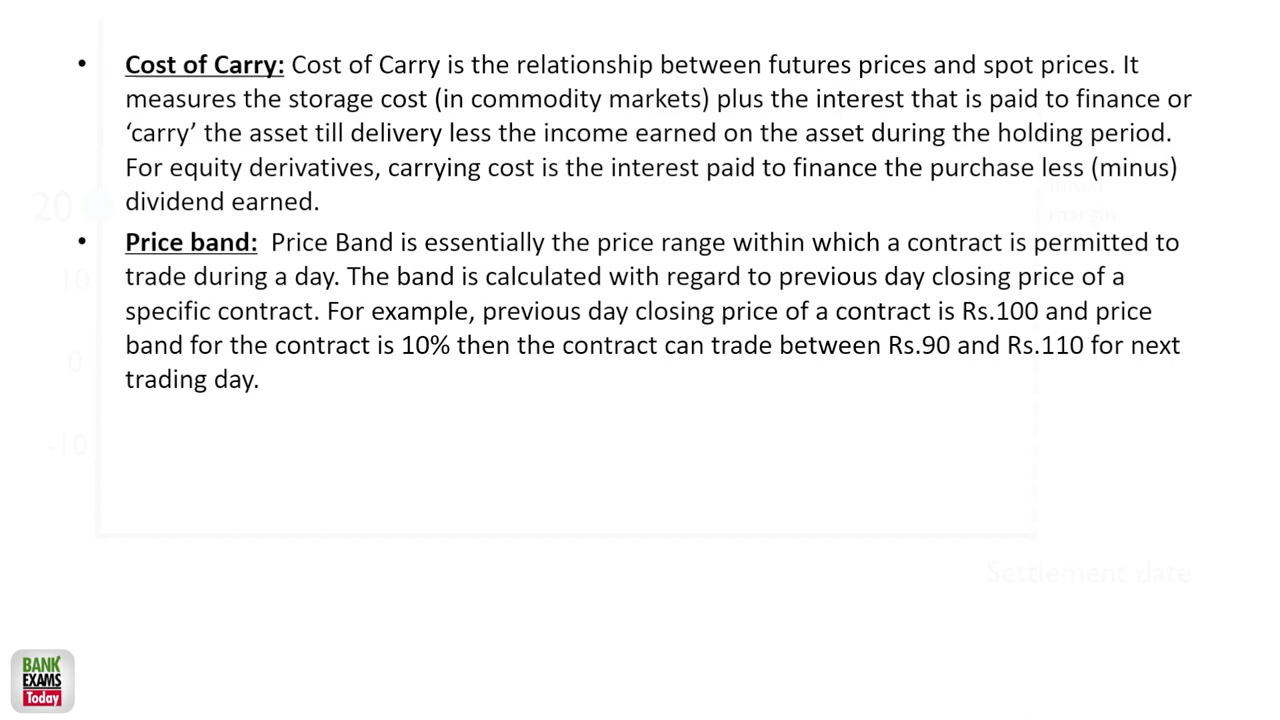 • Cost of Carry: Cost of Carry is the relationship between futures prices and spot prices. It
measures the storage cost (in commodity markets) plus the interest that is paid to finance or
‘carry’ the asset till delivery less the income earned on the asset during the holding period.
For equity derivatives, carrying cost is the interest paid to finance the purchase less (minus)
dividend earned.
• Price band: Price Band is essentially the price range within which a contract is permitted to
trade during a day. The band is calculated with regard to previous day closing price of a
specific contract. For example, previous day closing price of a contract is Rs.100 and price
band for the contract is 10% then the contract can trade between Rs.90 and Rs.110 for next
trading day.
20
margin
10
0
-10
Settlement date
BANK
EXAMS
Today